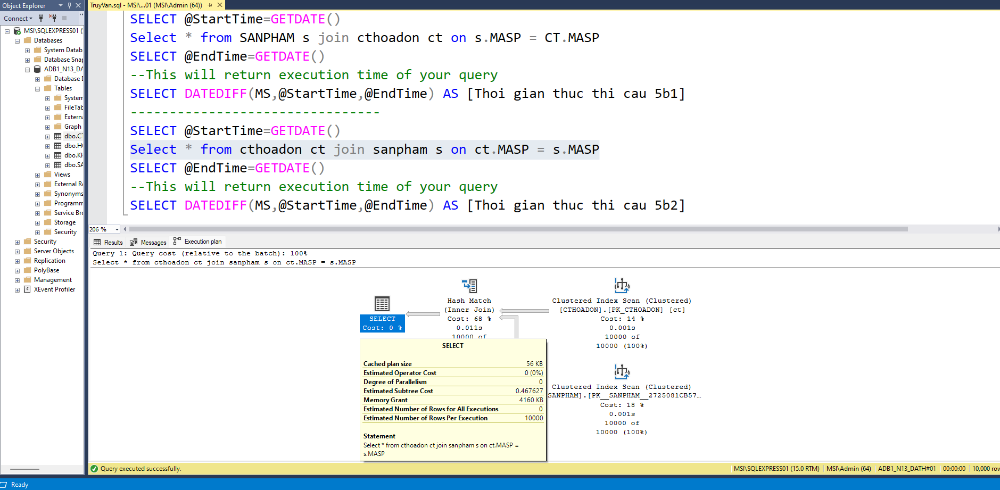 Object Explorer
Connect
MSI\SQLEXPRESS01 (
Databases
System Datab
Database Snap
ADB1_N13_DA
Database D
Tables
System
FileTab
Externa
Graph
dbo.CT
dbo.HO
dbo.KH
dbo.SA
Views
External Re
Synonyms
Programm
Service Bro
Storage
Security
Security
Server Objects
Replication
PolyBase
Management
XEvent Profiler
TruyVan.sql - MSI\...01 (MSI\Admin (64))
SELECT @StartTime=GETDATE()
Select * from SANPHAM s join cthoadon ct on s.MASP = CT.MASP
SELECT @EndTime=GETDATE()
--This will return execution time of your query
SELECT DATEDIFF(MS,@StartTime,@EndTime) AS [Thoi gian thuc thi cau 5b1]
--------------------------------
SELECT @StartTime=GETDATE()
Select * from cthoadon ct join sanpham s on ct.MASP = s.MASP
SELECT @EndTime=GETDATE()
--This will return execution time of your query
SELECT DATEDIFF(MS,@StartTime,@EndTime) AS [Thoi gian thuc thi cau 5b2]
206 %
Results
Messages
Execution plan
Query 1: Query cost (relative to the batch): 100%
Select * from cthoadon ct join sanpham s on ct.MASP = s.MASP
SELECT
Cost: 0 %
Hash Match
(Inner Join)
Cost: 68 %
0.011s
10000 of
Clustered Index Scan (Clustered)
[CTHOADON].[PK_CTHOADON] [ct]
Cost: 14 %
0.001s
10000 of
10000 (100%)
Clustered Index Scan (Clustered)
SANPHAM].[PK__SANPHAM__2725081CB57…
Cost: 18 %
0.001s
10000 of
10000 (100%)
SELECT
Cached plan size 56 KB
Estimated Operator Cost 0 (0%)
Degree of Parallelism 0
Estimated Subtree Cost 0.467627
Memory Grant 4160 KB
Estimated Number of Rows for All Executions 0
Estimated Number of Rows Per Execution 10000
Statement
Select * from cthoadon ct join sanpham s on ct.MASP =
s.MASP
Query executed successfully.
MSI\SQLEXPRESS01 (15.0 RTM)
MSI\Admin (64)
ADB1_N13_DATH#01
00:00:00
10,000 row
Ready